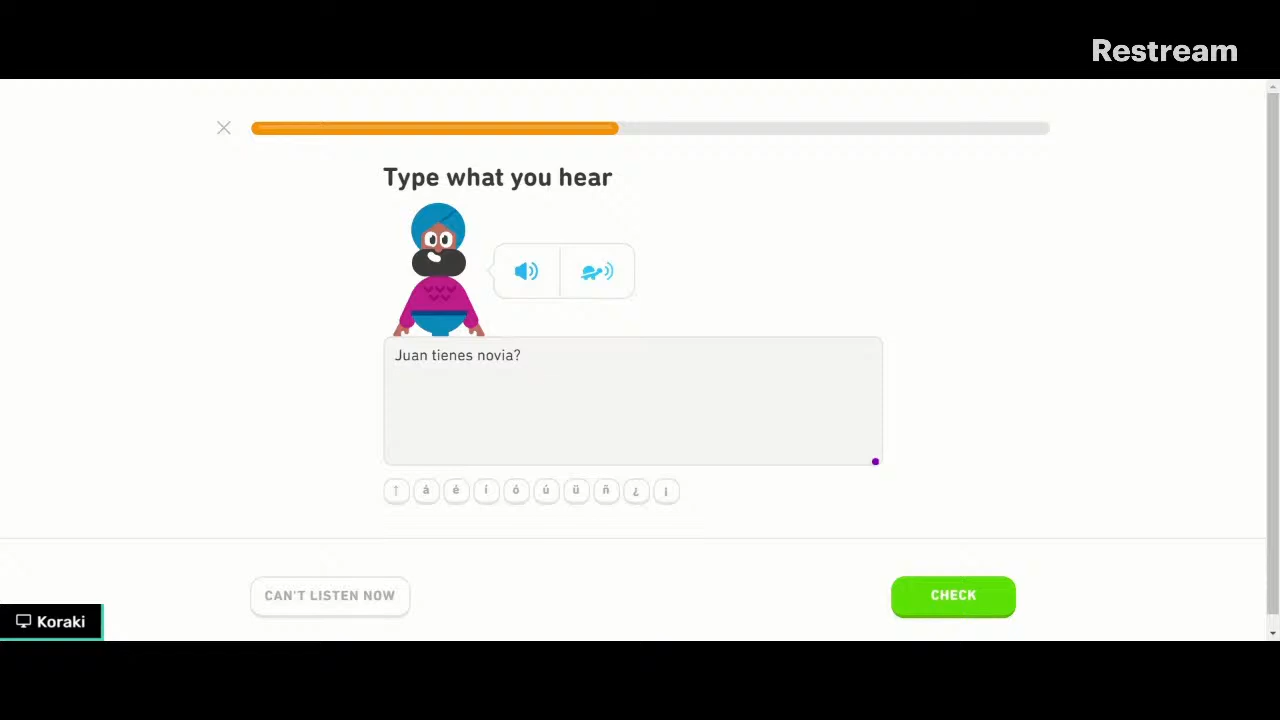 Restream
Type what you hear
Juan tienes novia?
↑ á é í ó ú ü ñ ¿ ¡
CAN'T LISTEN NOW
CHECK
Koraki